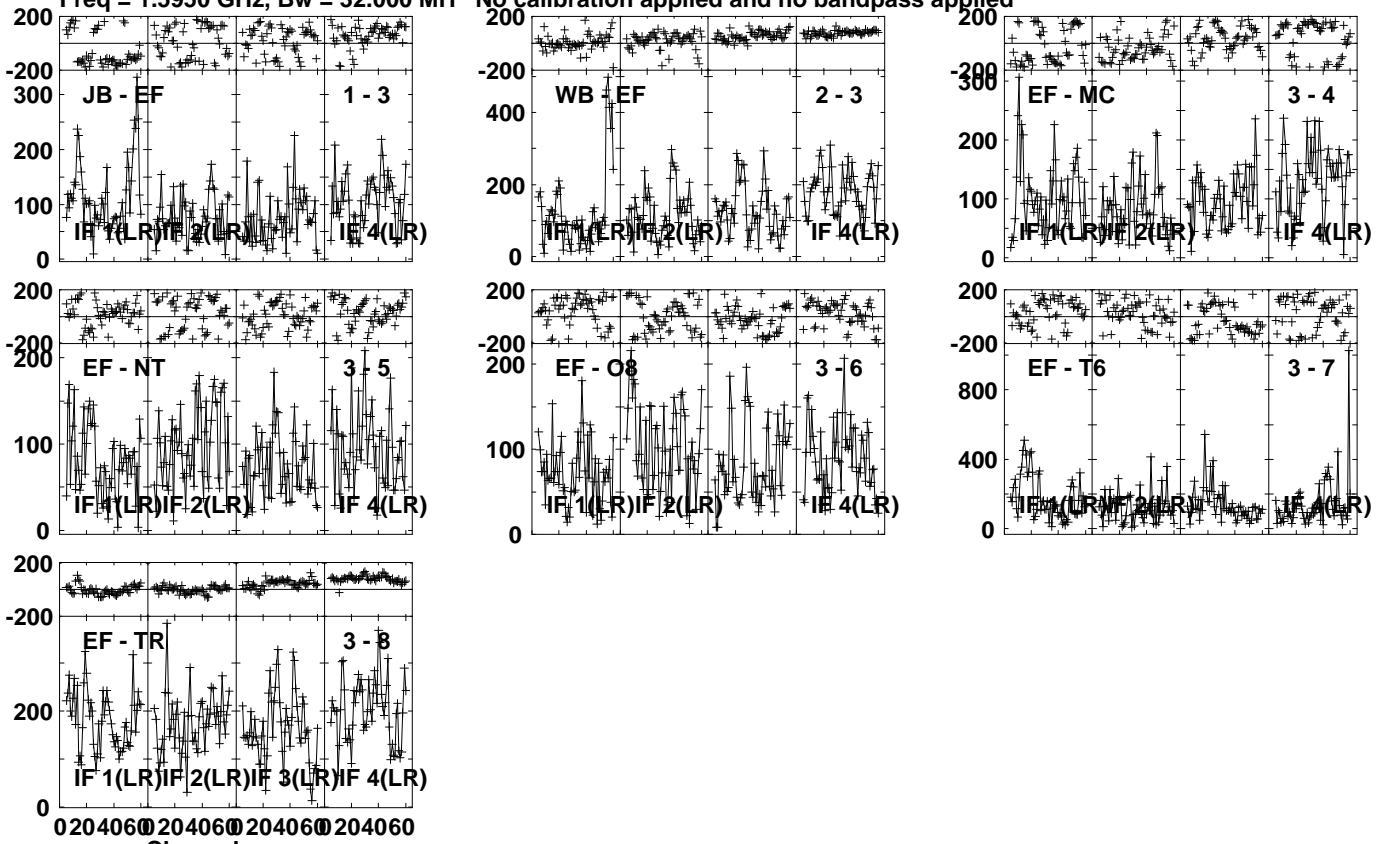 Freq = 1.5950 GHz, Bw = 32.000 MH No calibration applied and no bandpass applied
200
-200
JB - EF 1 - 3
300
200
100
0
IF 1(LR) IF 2(LR) IF 4(LR)
200
-200
WB - EF 2 - 3
400
200
0
IF 1(LR) IF 2(LR) IF 4(LR)
200
-200
EF - MC 3 - 4
300
200
100
0
IF 1(LR) IF 2(LR) IF 4(LR)
200
-200
EF - NT 3 - 5
200
100
0
IF 1(LR) IF 2(LR) IF 4(LR)
200
-200
EF - O8 3 - 6
200
100
0
IF 1(LR) IF 2(LR) IF 4(LR)
200
-200
EF - T6 3 - 7
800
400
0
IF 1(LR) IF 2(LR) IF 4(LR)
200
-200
EF - TR 3 - 8
200
0
IF 1(LR) IF 2(LR) IF 3(LR) IF 4(LR)
0 20 40 60 0 20 40 60 0 20 40 60 0 20 40 60